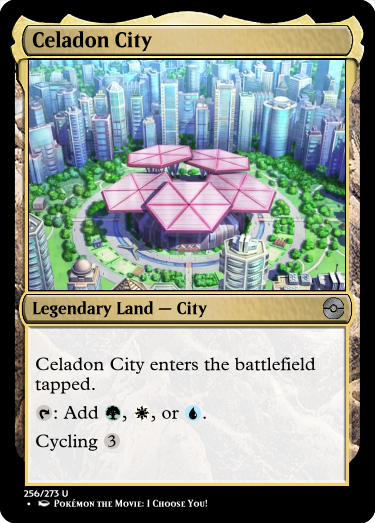 Celadon City
Legendary Land — City
Celadon City enters the battlefield
tapped.
: Add , , or .
Cycling 3
256/273 U
• Pokémon the Movie: I Choose You!